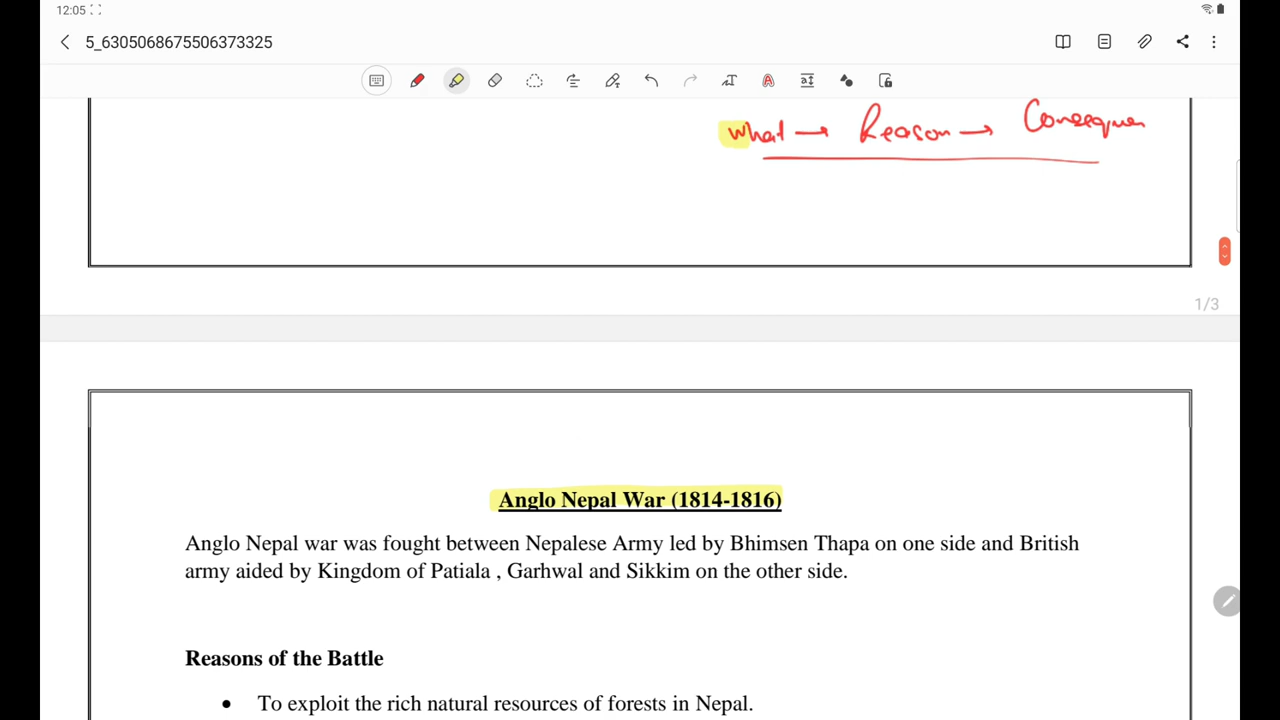 12:05
5_6305068675506373325
What → Reason → Consequen
1/3
Anglo Nepal War (1814-1816)
Anglo Nepal war was fought between Nepalese Army led by Bhimsen Thapa on one side and British
army aided by Kingdom of Patiala , Garhwal and Sikkim on the other side.
Reasons of the Battle
• To exploit the rich natural resources of forests in Nepal.